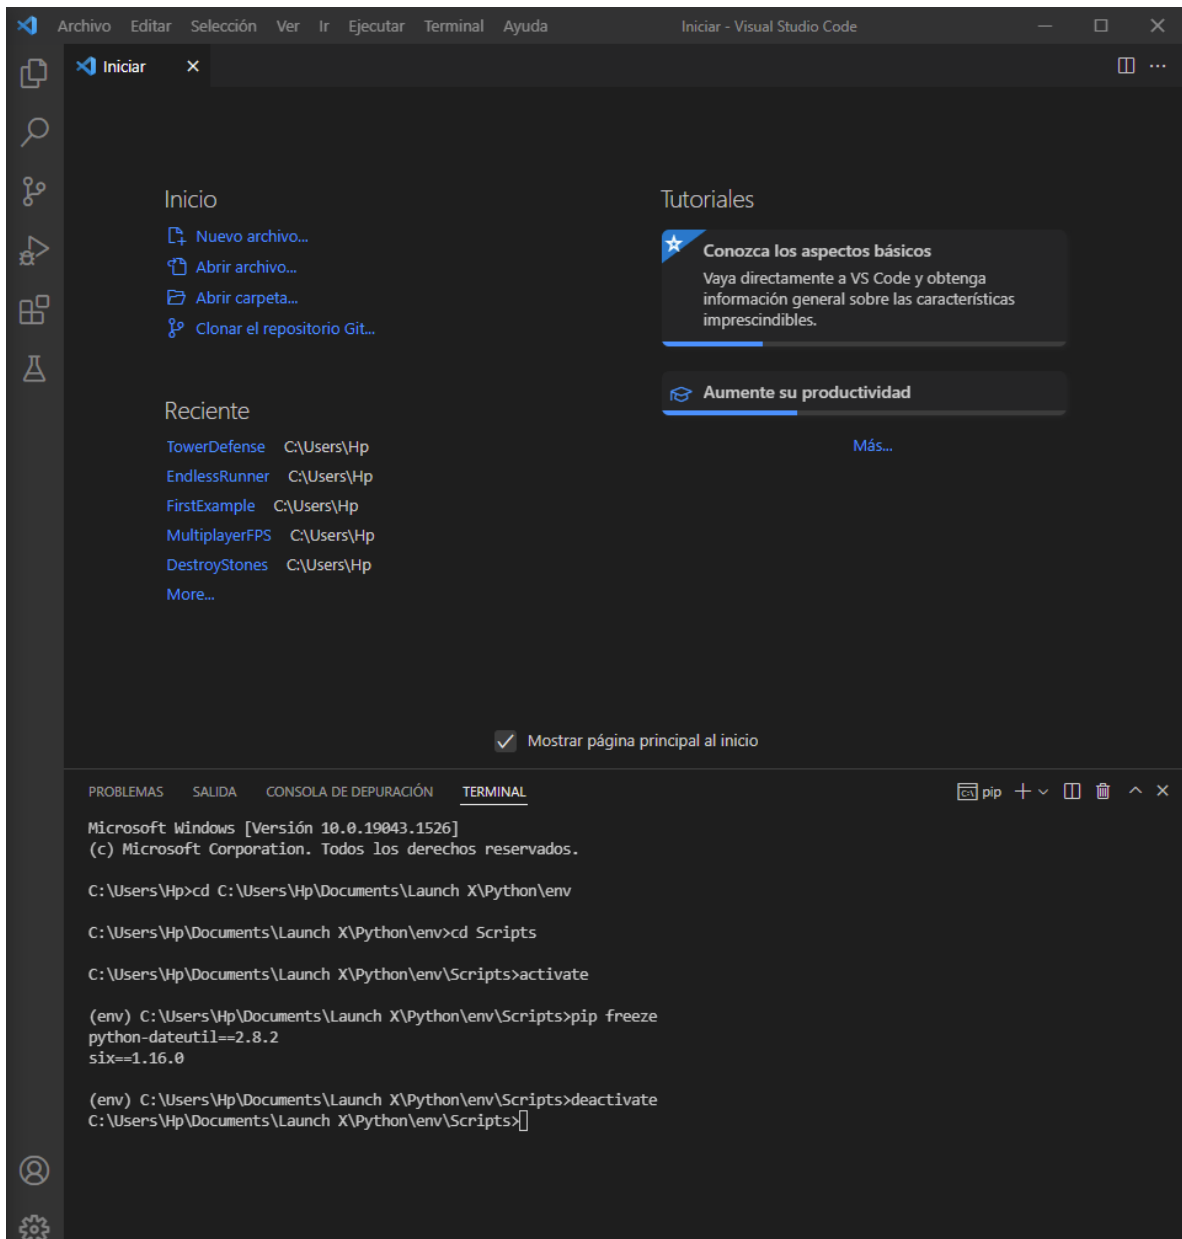 Archivo Editar Selección Ver Ir Ejecutar Terminal Ayuda Iniciar - Visual Studio Code
Iniciar
Inicio
Nuevo archivo...
Abrir archivo...
Abrir carpeta...
Clonar el repositorio Git...
Reciente
TowerDefense C:\Users\Hp
EndlessRunner C:\Users\Hp
FirstExample C:\Users\Hp
MultiplayerFPS C:\Users\Hp
DestroyStones C:\Users\Hp
More...
Tutoriales
Conozca los aspectos básicos
Vaya directamente a VS Code y obtenga
información general sobre las características
imprescindibles.
Aumente su productividad
Más...
Mostrar página principal al inicio
PROBLEMAS SALIDA CONSOLA DE DEPURACIÓN TERMINAL pip
Microsoft Windows [Versión 10.0.19043.1526]
(c) Microsoft Corporation. Todos los derechos reservados.
C:\Users\Hp>cd C:\Users\Hp\Documents\Launch X\Python\env
C:\Users\Hp\Documents\Launch X\Python\env>cd Scripts
C:\Users\Hp\Documents\Launch X\Python\env\Scripts>activate
(env) C:\Users\Hp\Documents\Launch X\Python\env\Scripts>pip freeze
python-dateutil==2.8.2
six==1.16.0
(env) C:\Users\Hp\Documents\Launch X\Python\env\Scripts>deactivate
C:\Users\Hp\Documents\Launch X\Python\env\Scripts>